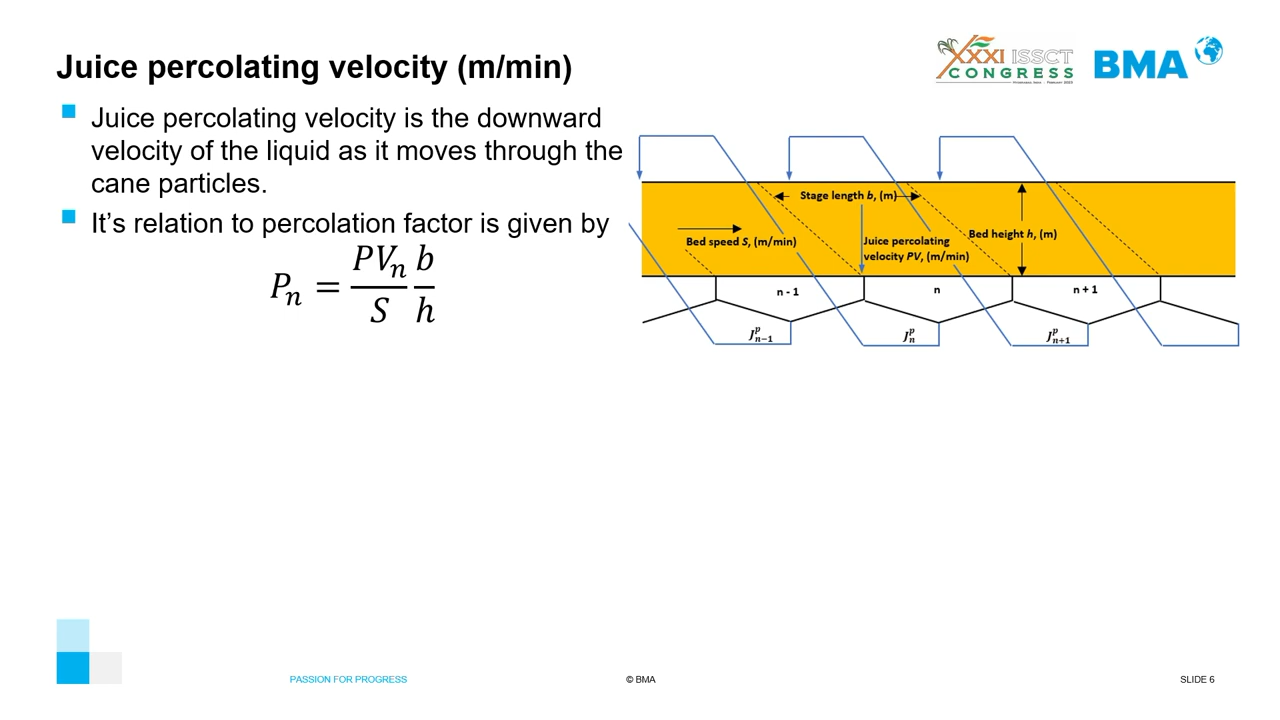 Juice percolating velocity (m/min)
XXXI ISSCT
CONGRESS
BMA
Juice percolating velocity is the downward
velocity of the liquid as it moves through the
cane particles.
It’s relation to percolation factor is given by
P_n = \frac{PV_n}{S} \frac{b}{h}
Stage length b, (m)
Bed speed S, (m/min)
Juice percolating
velocity PV, (m/min)
Bed height h, (m)
n - 1
n
n + 1
J^p_{n-1}
J^p_n
J^p_{n+1}
PASSION FOR PROGRESS
© BMA
SLIDE 6